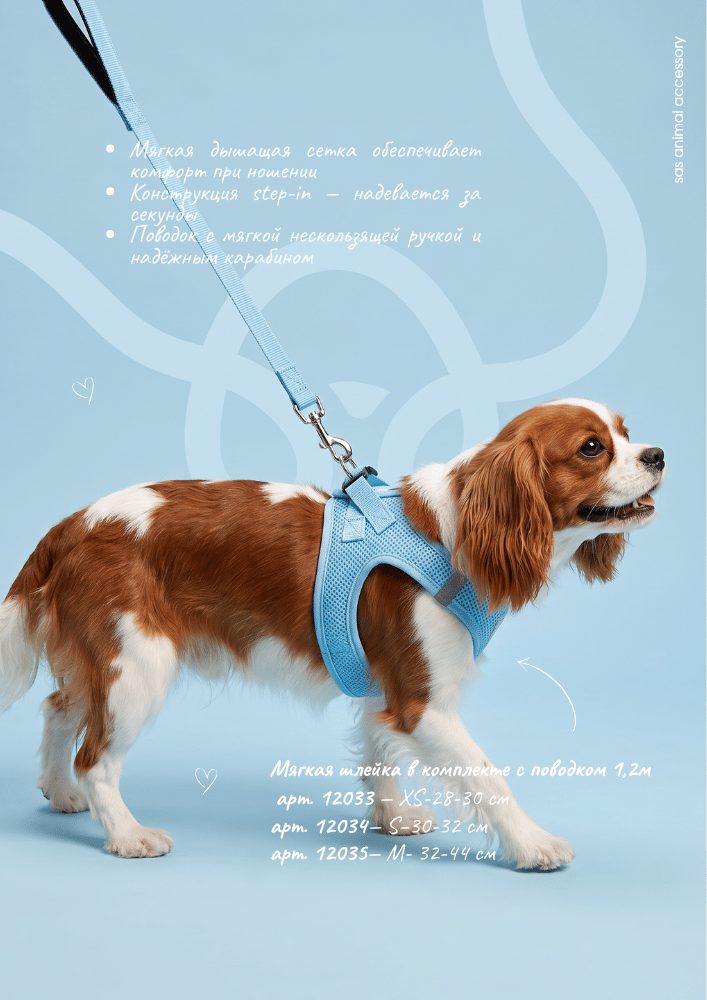 sas animal accessory
• Мягкая дышащая сетка обеспечивает
комфорт при ношении
• Конструкция step-in – надевается за
секунды
• Поводок с мягкой нескользящей ручкой и
надёжным карабином
Мягкая шлейка в комплекте с поводком 1,2м
арт. 12033 – XS-28-30 см
арт. 12034– S-30-32 см
арт. 12035– M- 32-44 см